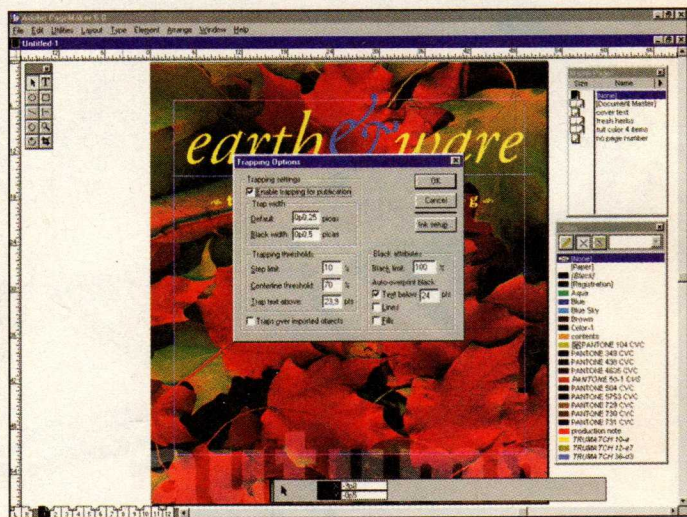 Adobe PageMaker 6.0
File Edit Utilities Layout Type Element Arrange Window Help
Untitled-1
earth & ware
Trapping Options
Trapping settings
Enable trapping for publication
Trap width
Default: 0p0.25 picas
Black width: 0p0.5 picas
OK
Cancel
Ink setup...
Trapping thresholds:
Step limit: 10 %
Centerline threshold: 70 %
Trap text above: 23.9 pts
Traps over imported objects
Black attributes:
Black limit: 100 %
Auto-overprint black
Text below 24 pts
Lines
Fills
Size Name
[None]
[Document Master]
cover text
fresh herbs
full color 4 items
no page number
[None]
[Paper]
[Black]
[Registration]
Aqua
Blue
Blue Sky
Brown
Color-1
contents
PANTONE 104 CVC
PANTONE 349 CVC
PANTONE 438 CVC
PANTONE 4635 CVC
PANTONE 50-1 CVC
PANTONE 504 CVC
PANTONE 5753 CVC
PANTONE 729 CVC
PANTONE 730 CVC
PANTONE 731 CVC
production note
TRUMATCH 10-a
TRUMATCH 12-e7
TRUMATCH 36-d3
autumn